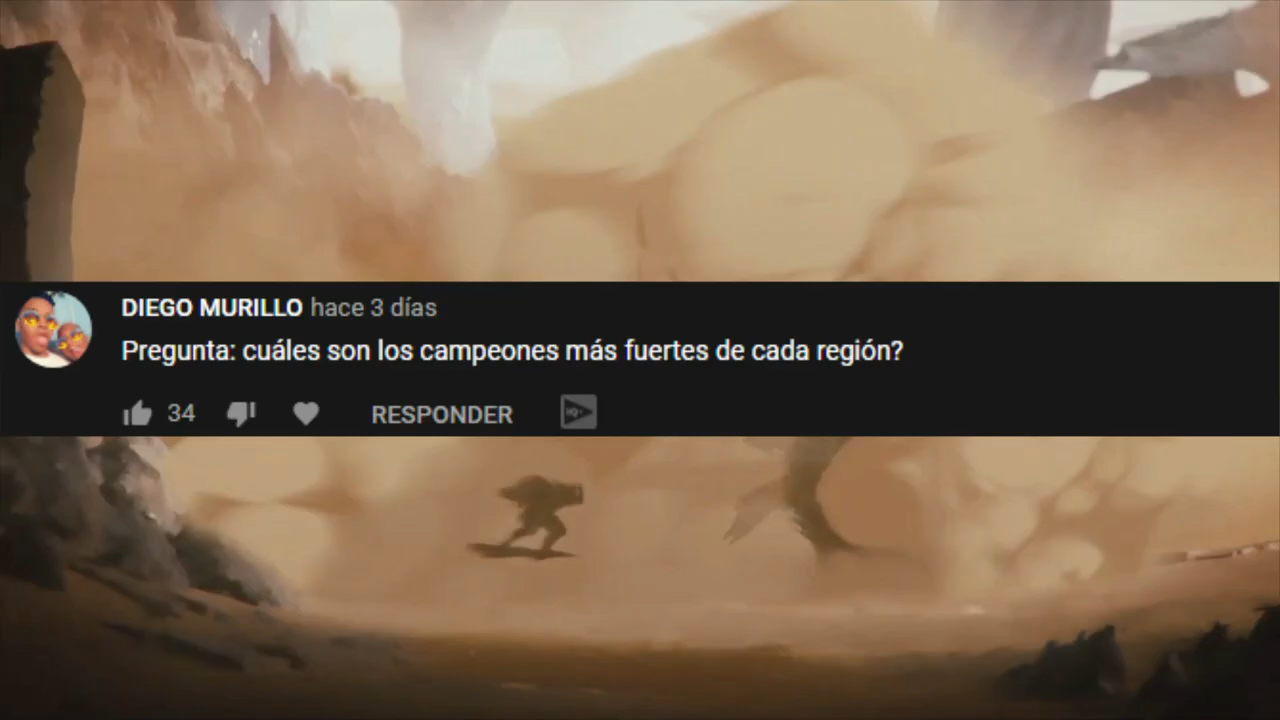 DIEGO MURILLO hace 3 días
Pregunta: cuáles son los campeones más fuertes de cada región?
34 RESPONDER